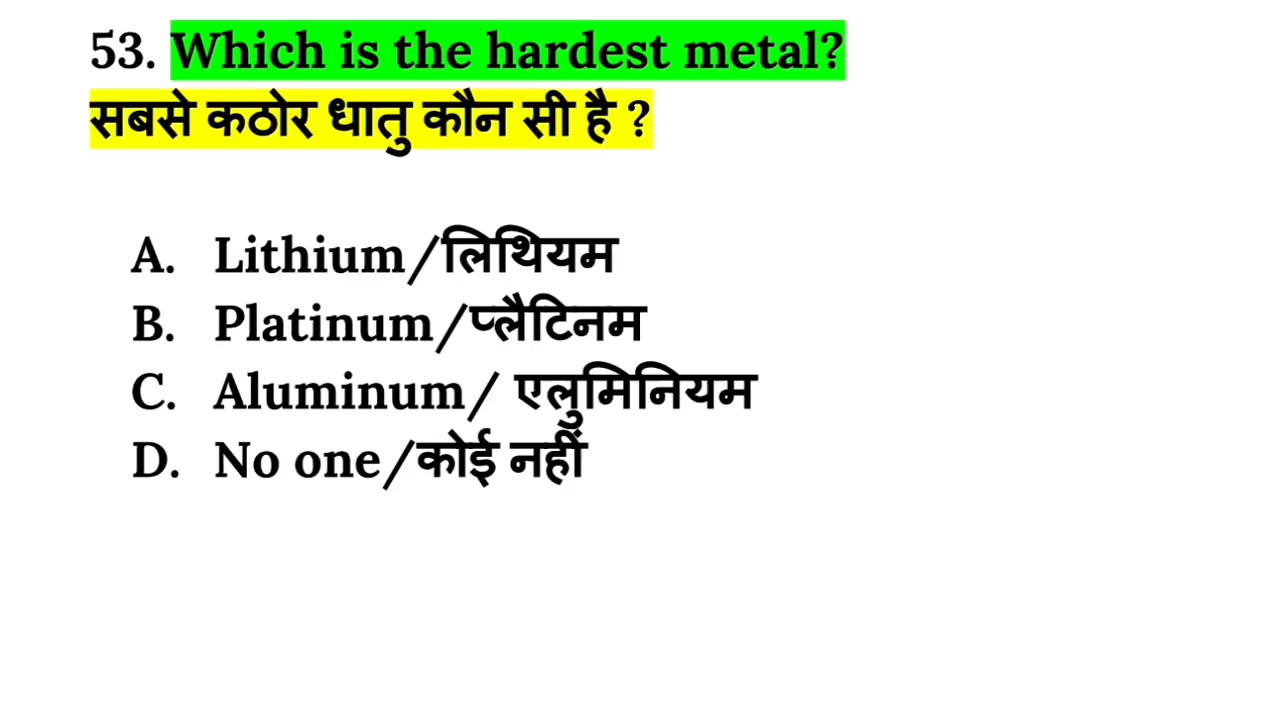 53. Which is the hardest metal?
सबसे कठोर धातु कौन सी है ?
A. Lithium/लिथियम
B. Platinum/प्लैटिनम
C. Aluminum/ एलुमिनियम
D. No one/कोई नहीं